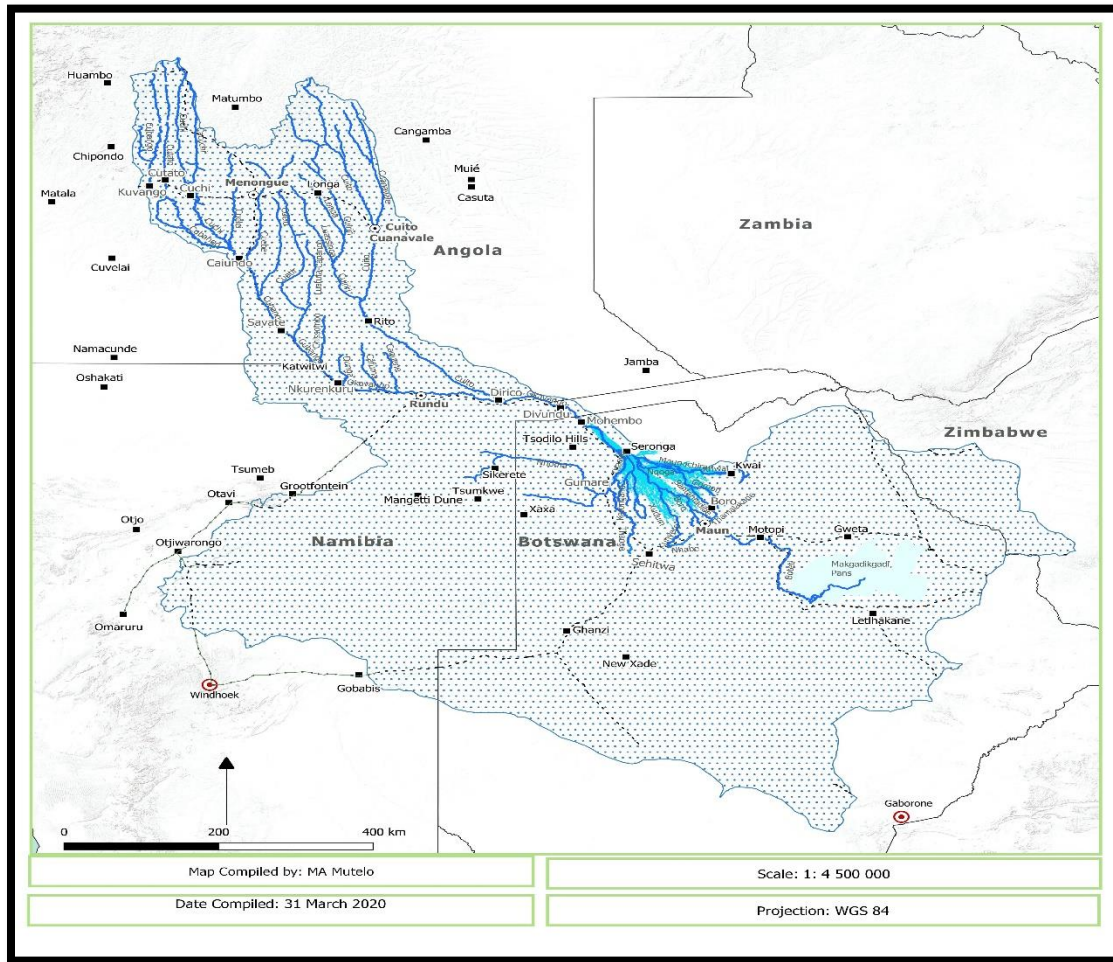 Huambo
Matumbo
Cangamba
Chipondo
Muié
Casuta
Cutato
Kuvango
Cuchi
Menongue
Longa
Matala
Cuito
Cuanavale
Zambia
Angola
Cuvelai
Caiundo
Savate
Rito
Namacunde
Oshakati
Katwitwi
Nkurenkuru
Jamba
Rundu
Cuito
Dirico
Divundu
Mohembo
Zimbabwe
Tsodilo Hills
Seronga
Kwai
Tsumeb
Sikerete
Gumare
Otavi
Grootfontein
Mangetti Dune
Tsumkwe
Xaxa
Boro
Otjo
Maun
Motopi
Gweta
Otjiwarongo
Namibia
Botswana
Nhabe
Sehitwa
Boteti
Makgadikgadi
Pans
Omaruru
Letlhakane
Ghanzi
New Xade
Windhoek
Gobabis
Gaborone
0 200 400 km
Map Compiled by: MA Mutelo
Scale: 1: 4 500 000
Date Compiled: 31 March 2020
Projection: WGS 84